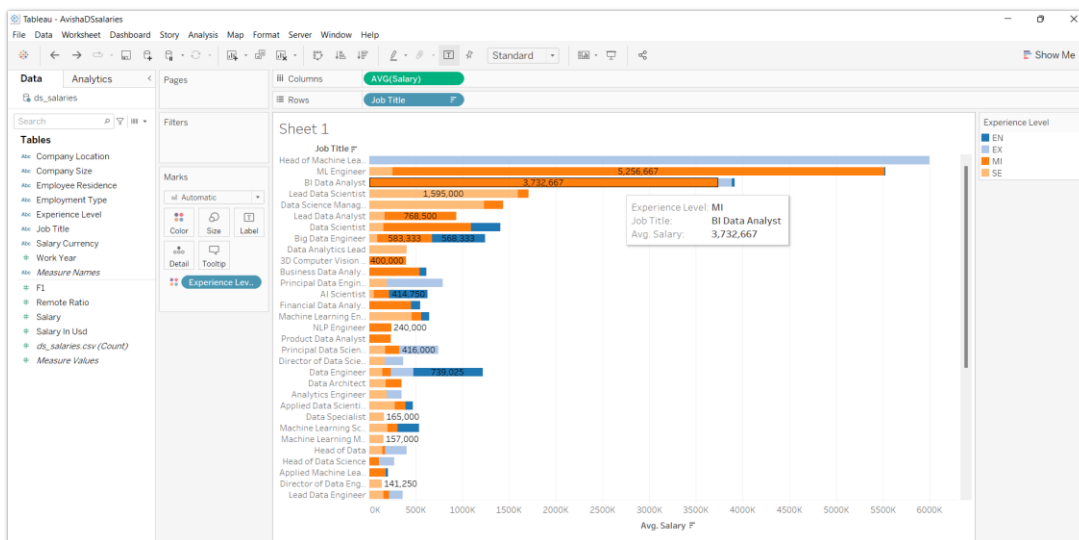 Tableau - AvishaDSsalaries
File Data Worksheet Dashboard Story Analysis Map Format Server Window Help
Standard
Show Me
Data Analytics
ds_salaries
Search
Tables
Abc Company Location
Abc Company Size
Abc Employee Residence
Abc Employment Type
Abc Experience Level
Abc Job Title
Abc Salary Currency
# Work Year
Abc Measure Names
# F1
# Remote Ratio
# Salary
# Salary In Usd
# ds_salaries.csv (Count)
# Measure Values
Pages
Filters
Marks
Automatic
Color Size Label
Detail Tooltip
Experience Lev..
Columns AVG(Salary)
Rows Job Title
Sheet 1
Job Title
Head of Machine Lea..
ML Engineer 5,256,667
BI Data Analyst 3,732,667
Lead Data Scientist 1,595,000
Data Science Manag..
Lead Data Analyst 768,500
Data Scientist
Big Data Engineer 583,333 568,333
Data Analytics Lead
3D Computer Vision .. 400,000
Business Data Analy..
Principal Data Engin..
AI Scientist 414,750
Financial Data Analy..
Machine Learning En..
NLP Engineer 240,000
Product Data Analyst
Principal Data Scien.. 416,000
Director of Data Scie..
Data Engineer 739,025
Data Architect
Analytics Engineer
Applied Data Scienti..
Data Specialist 165,000
Machine Learning Sc..
Machine Learning M.. 157,000
Head of Data
Head of Data Science
Applied Machine Lea..
Director of Data Eng.. 141,250
Lead Data Engineer
0K 500K 1000K 1500K 2000K 2500K 3000K 3500K 4000K 4500K 5000K 5500K 6000K
Avg. Salary
Experience Level: MI
Job Title: BI Data Analyst
Avg. Salary: 3,732,667
Experience Level
EN
EX
MI
SE